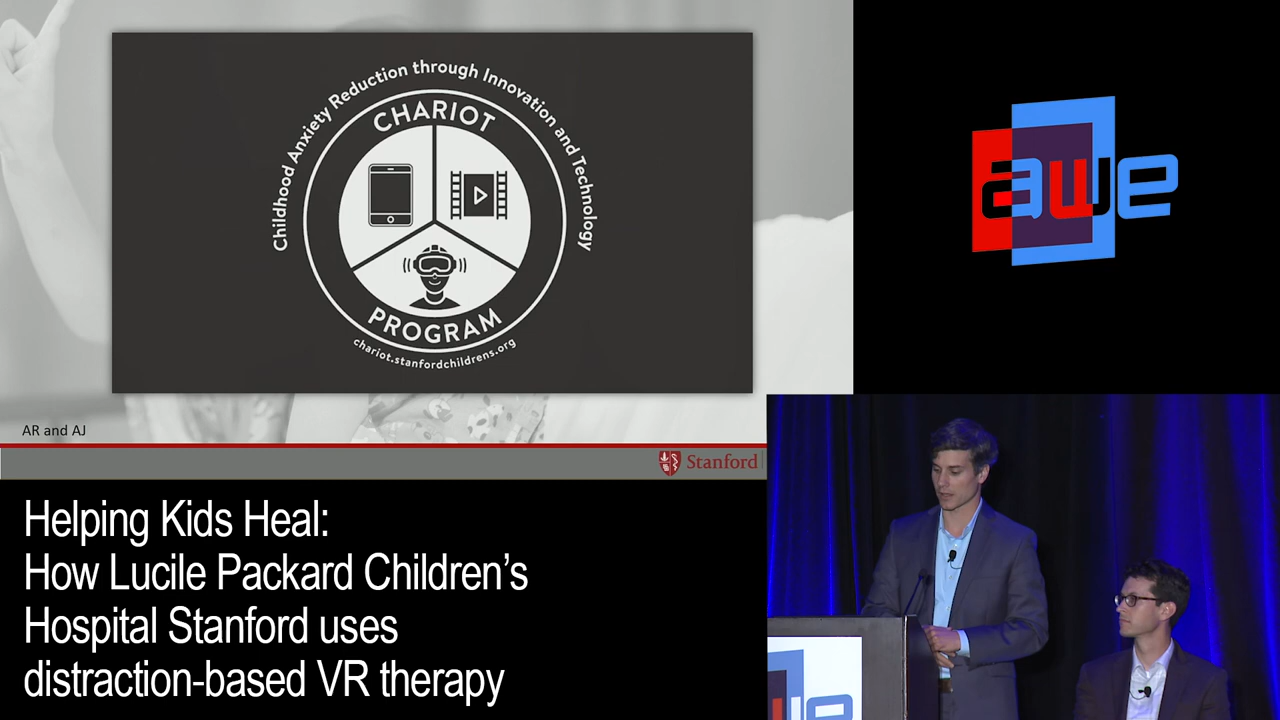 Childhood Anxiety Reduction through Innovation and Technology
CHARIOT
PROGRAM
chariot.stanfordchildrens.org
AR and AJ
Stanford
Helping Kids Heal:
How Lucile Packard Children's
Hospital Stanford uses
distraction-based VR therapy
awe
awe